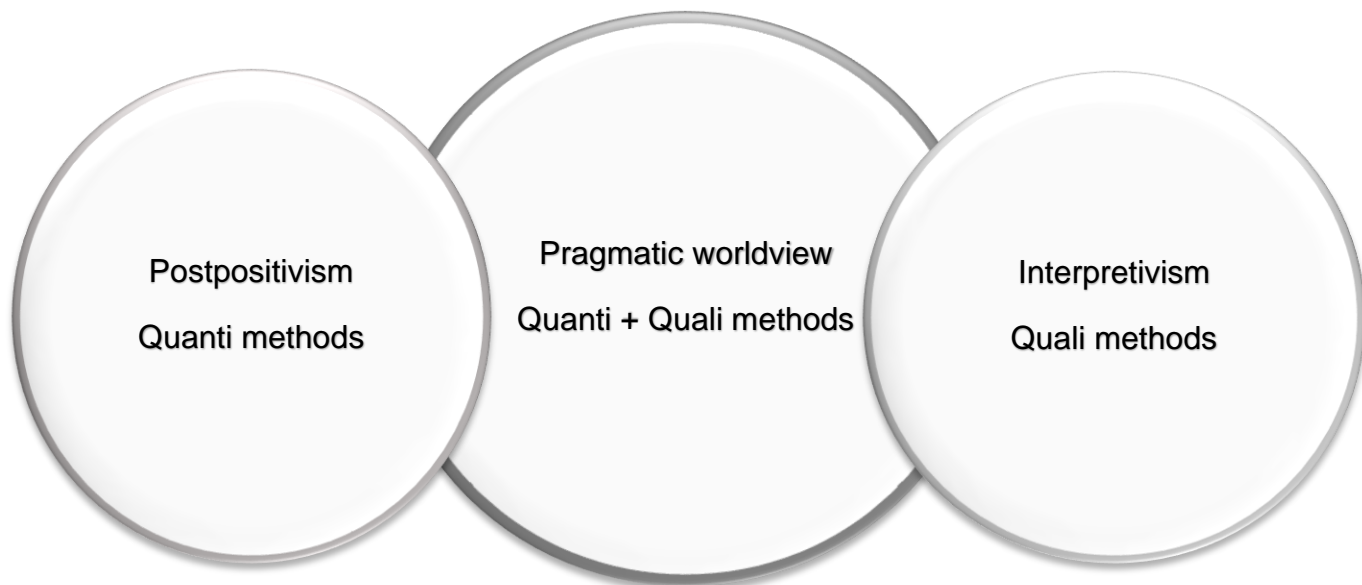 Postpositivism
Quanti methods
Pragmatic worldview
Quanti + Quali methods
Interpretivism
Quali methods